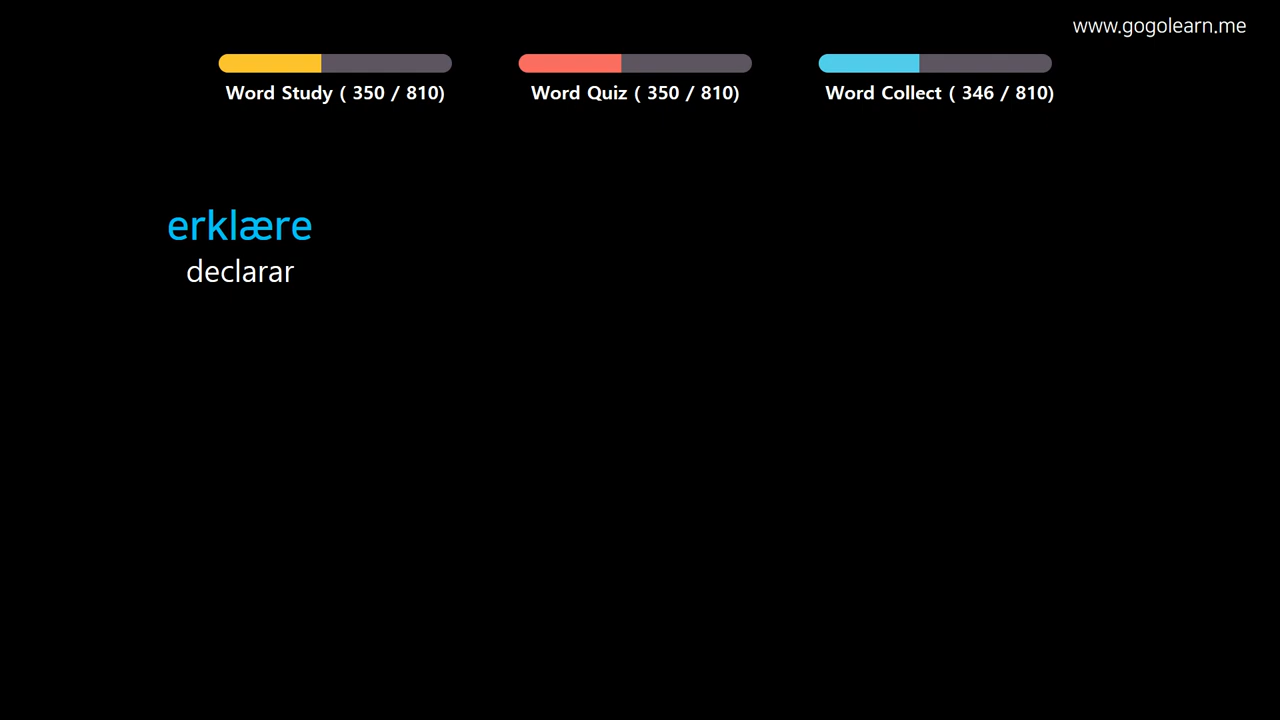 www.gogolearn.me
Word Study ( 350 / 810)
Word Quiz ( 350 / 810)
Word Collect ( 346 / 810)
erklære
declarar